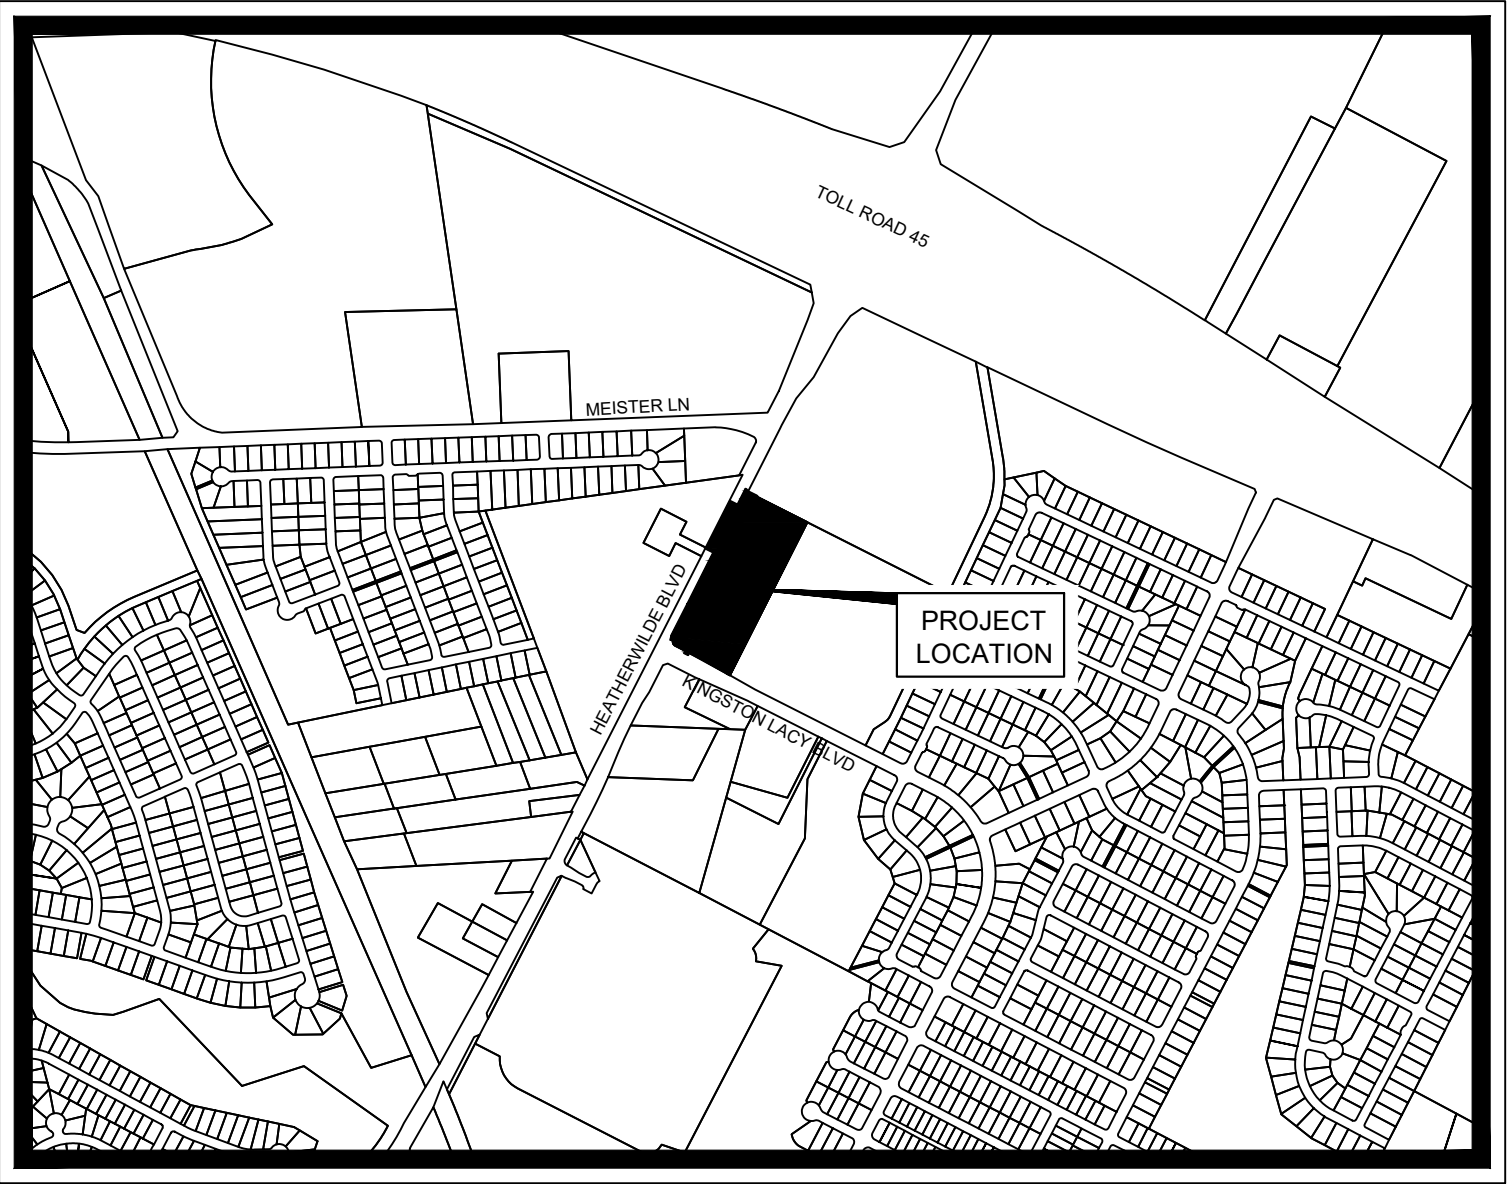 TOLL ROAD 45
MEISTER LN
HEATHERWILDE BLVD
PROJECT
LOCATION
KINGSTON LACY BLVD